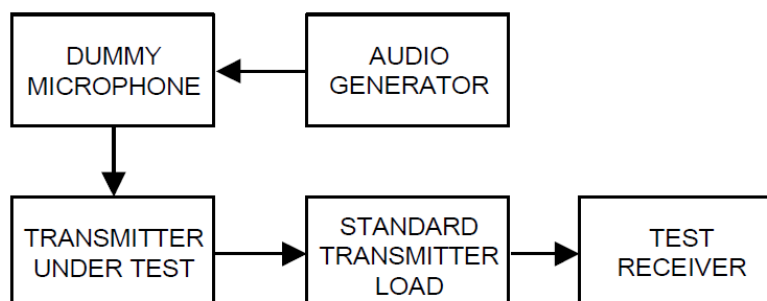 DUMMY
MICROPHONE
AUDIO
GENERATOR
TRANSMITTER
UNDER TEST
STANDARD
TRANSMITTER
LOAD
TEST
RECEIVER